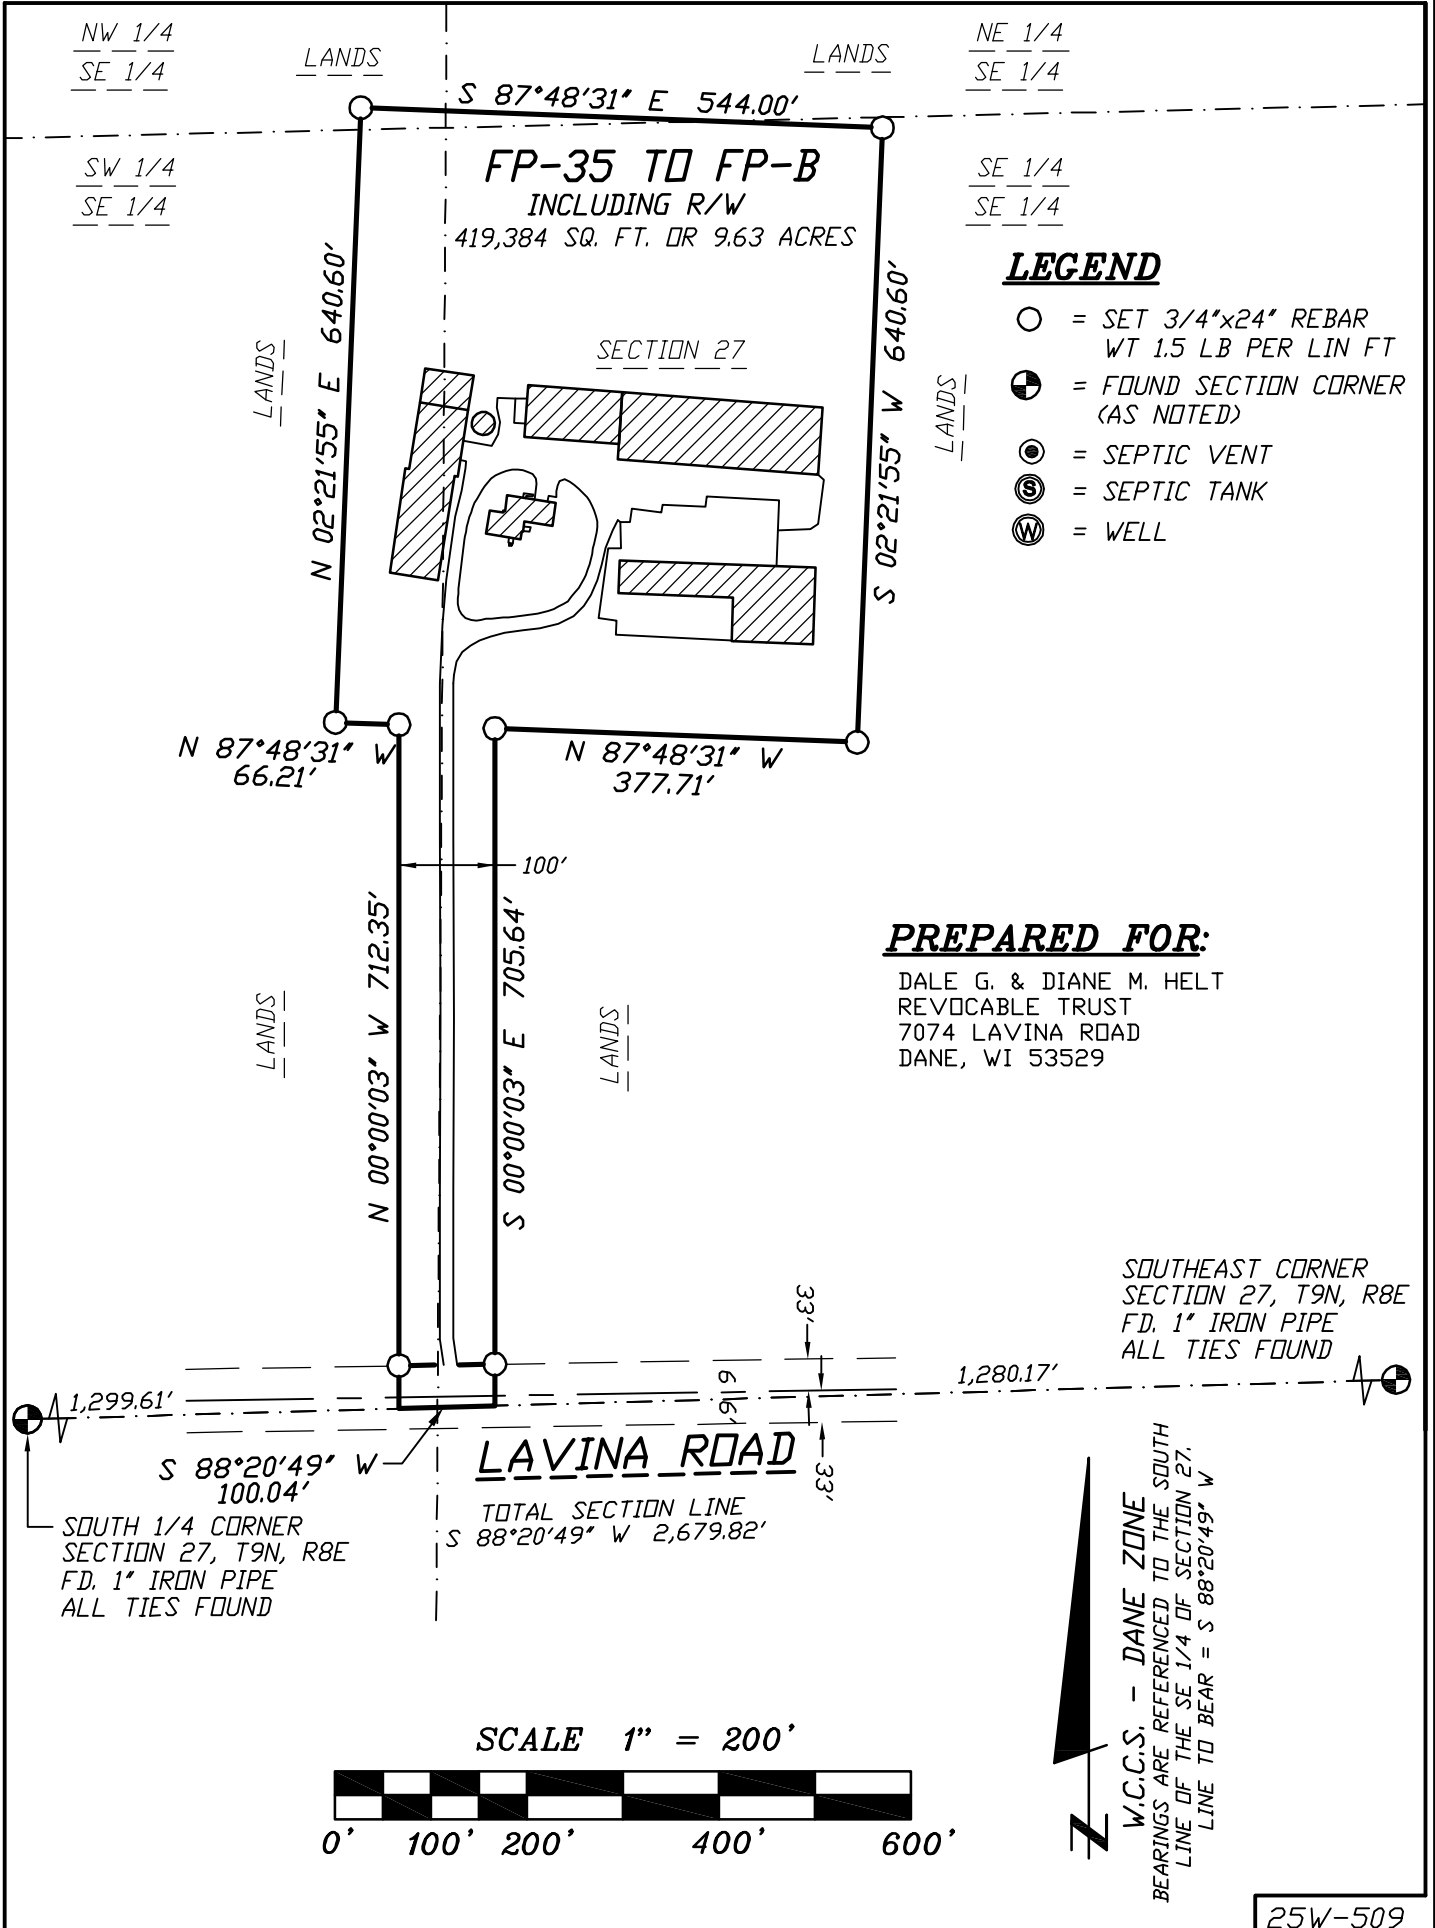 NW 1/4
SE 1/4
LANDS
LANDS
NE 1/4
SE 1/4
S 87°48'31" E 544.00'
SW 1/4
SE 1/4
FP-35 TO FP-B
INCLUDING R/W
419,384 SQ. FT. OR 9.63 ACRES
SE 1/4
SE 1/4
N 02°21'55" E 640.60'
S 02°21'55" W 640.60'
LANDS
SECTION 27
LANDS
LEGEND
= SET 3/4"x24" REBAR
WT 1.5 LB PER LIN FT
= FOUND SECTION CORNER
(AS NOTED)
= SEPTIC VENT
S = SEPTIC TANK
W = WELL
N 87°48'31" W
66.21'
N 87°48'31" W
377.71'
100'
N 00°00'03" W 712.35'
S 00°00'03" E 705.64'
LANDS
LANDS
PREPARED FOR:
DALE G. & DIANE M. HELT
REVOCABLE TRUST
7074 LAVINA ROAD
DANE, WI 53529
SOUTHEAST CORNER
SECTION 27, T9N, R8E
FD. 1" IRON PIPE
ALL TIES FOUND
33'
6.6'
33'
1,299.61'
1,280.17'
S 88°20'49" W
100.04'
LAVINA ROAD
TOTAL SECTION LINE
S 88°20'49" W 2,679.82'
SOUTH 1/4 CORNER
SECTION 27, T9N, R8E
FD. 1" IRON PIPE
ALL TIES FOUND
W.C.C.S. - DANE ZONE
BEARINGS ARE REFERENCED TO THE SOUTH
LINE OF THE SE 1/4 OF SECTION 27.
LINE TO BEAR = S 88°20'49" W
N
SCALE 1" = 200'
0' 100' 200' 400' 600'
25W-509